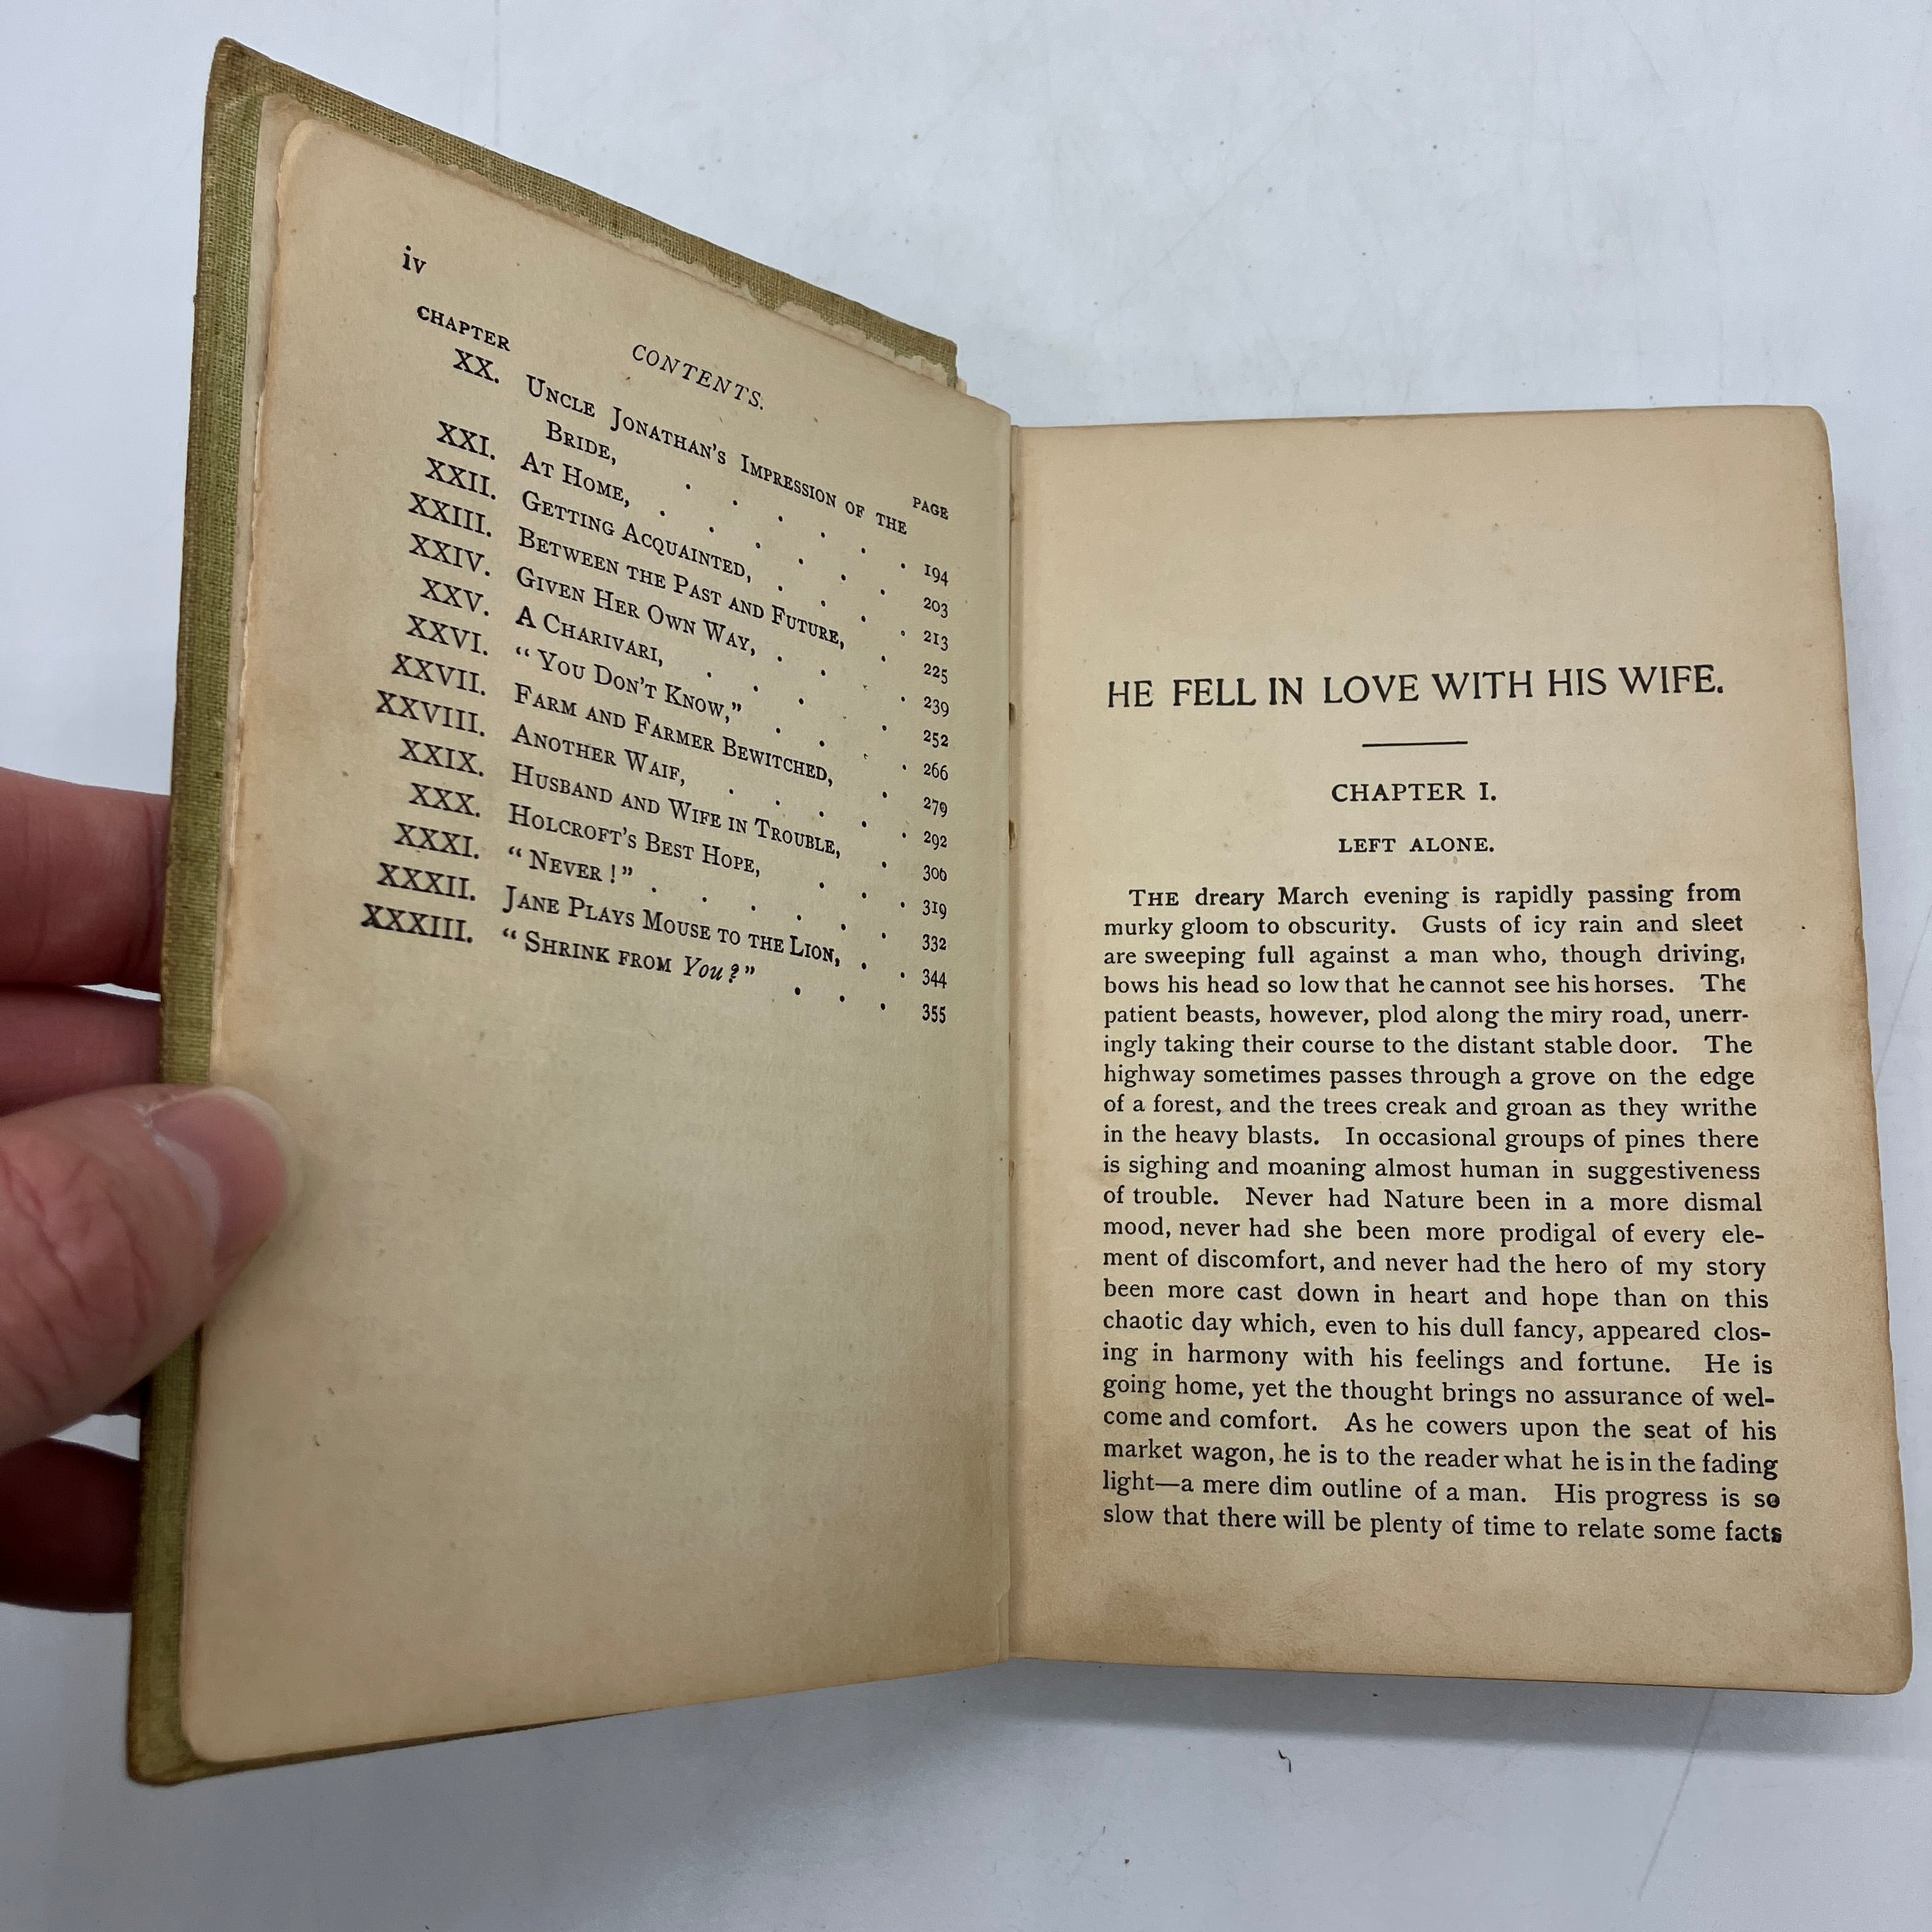 iv
CONTENTS.
CHAPTER PAGE
XX. UNCLE JONATHAN'S IMPRESSION OF THE
BRIDE, . . . . . . 194
XXI. AT HOME, . . . . . . 203
XXII. GETTING ACQUAINTED, . . . . 213
XXIII. BETWEEN THE PAST AND FUTURE, . . 225
XXIV. GIVEN HER OWN WAY, . . . . 239
XXV. A CHARIVARI, . . . . . 252
XXVI. “YOU DON'T KNOW,” . . . . 266
XXVII. FARM AND FARMER BEWITCHED, . . 279
XXVIII. ANOTHER WAIF, . . . . . 292
XXIX. HUSBAND AND WIFE IN TROUBLE, . . 306
XXX. HOLCROFT'S BEST HOPE, . . . 319
XXXI. “NEVER!” . . . . . . 332
XXXII. JANE PLAYS MOUSE TO THE LION, . . 344
XXXIII. “SHRINK FROM You?” . . . 355
HE FELL IN LOVE WITH HIS WIFE.
CHAPTER I.
LEFT ALONE.
THE dreary March evening is rapidly passing from
murky gloom to obscurity. Gusts of icy rain and sleet
are sweeping full against a man who, though driving,
bows his head so low that he cannot see his horses. The
patient beasts, however, plod along the miry road, unerr-
ingly taking their course to the distant stable door. The
highway sometimes passes through a grove on the edge
of a forest, and the trees creak and groan as they writhe
in the heavy blasts. In occasional groups of pines there
is sighing and moaning almost human in suggestiveness
of trouble. Never had Nature been in a more dismal
mood, never had she been more prodigal of every ele-
ment of discomfort, and never had the hero of my story
been more cast down in heart and hope than on this
chaotic day which, even to his dull fancy, appeared clos-
ing in harmony with his feelings and fortune. He is
going home, yet the thought brings no assurance of wel-
come and comfort. As he cowers upon the seat of his
market wagon, he is to the reader what he is in the fading
light—a mere dim outline of a man. His progress is so
slow that there will be plenty of time to relate some facts